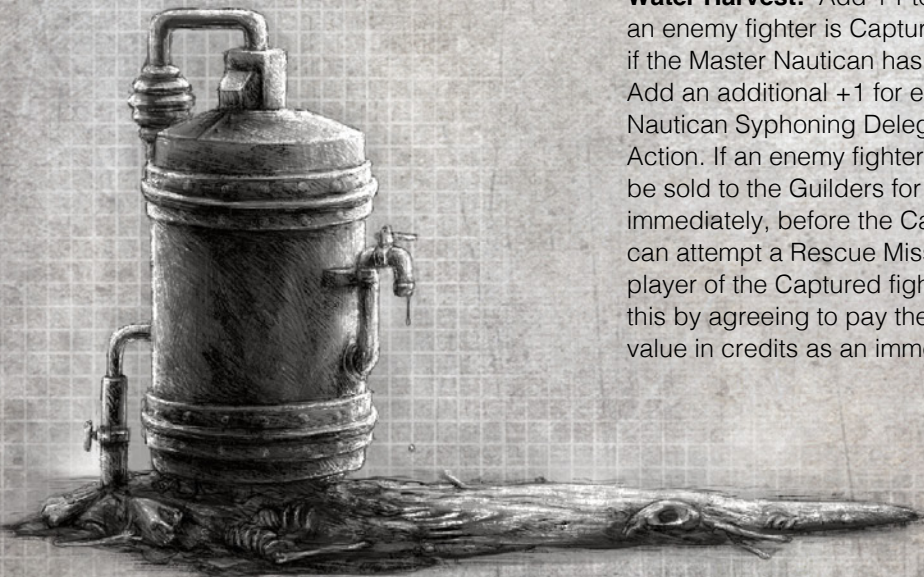 Water Harvest: Add +1 to
an enemy fighter is Captur
if the Master Nautican has
Add an additional +1 for e
Nautican Syphoning Deleg
Action. If an enemy fighter
be sold to the Guilders for
immediately, before the Ca
can attempt a Rescue Mis
player of the Captured figh
this by agreeing to pay the
value in credits as an imme